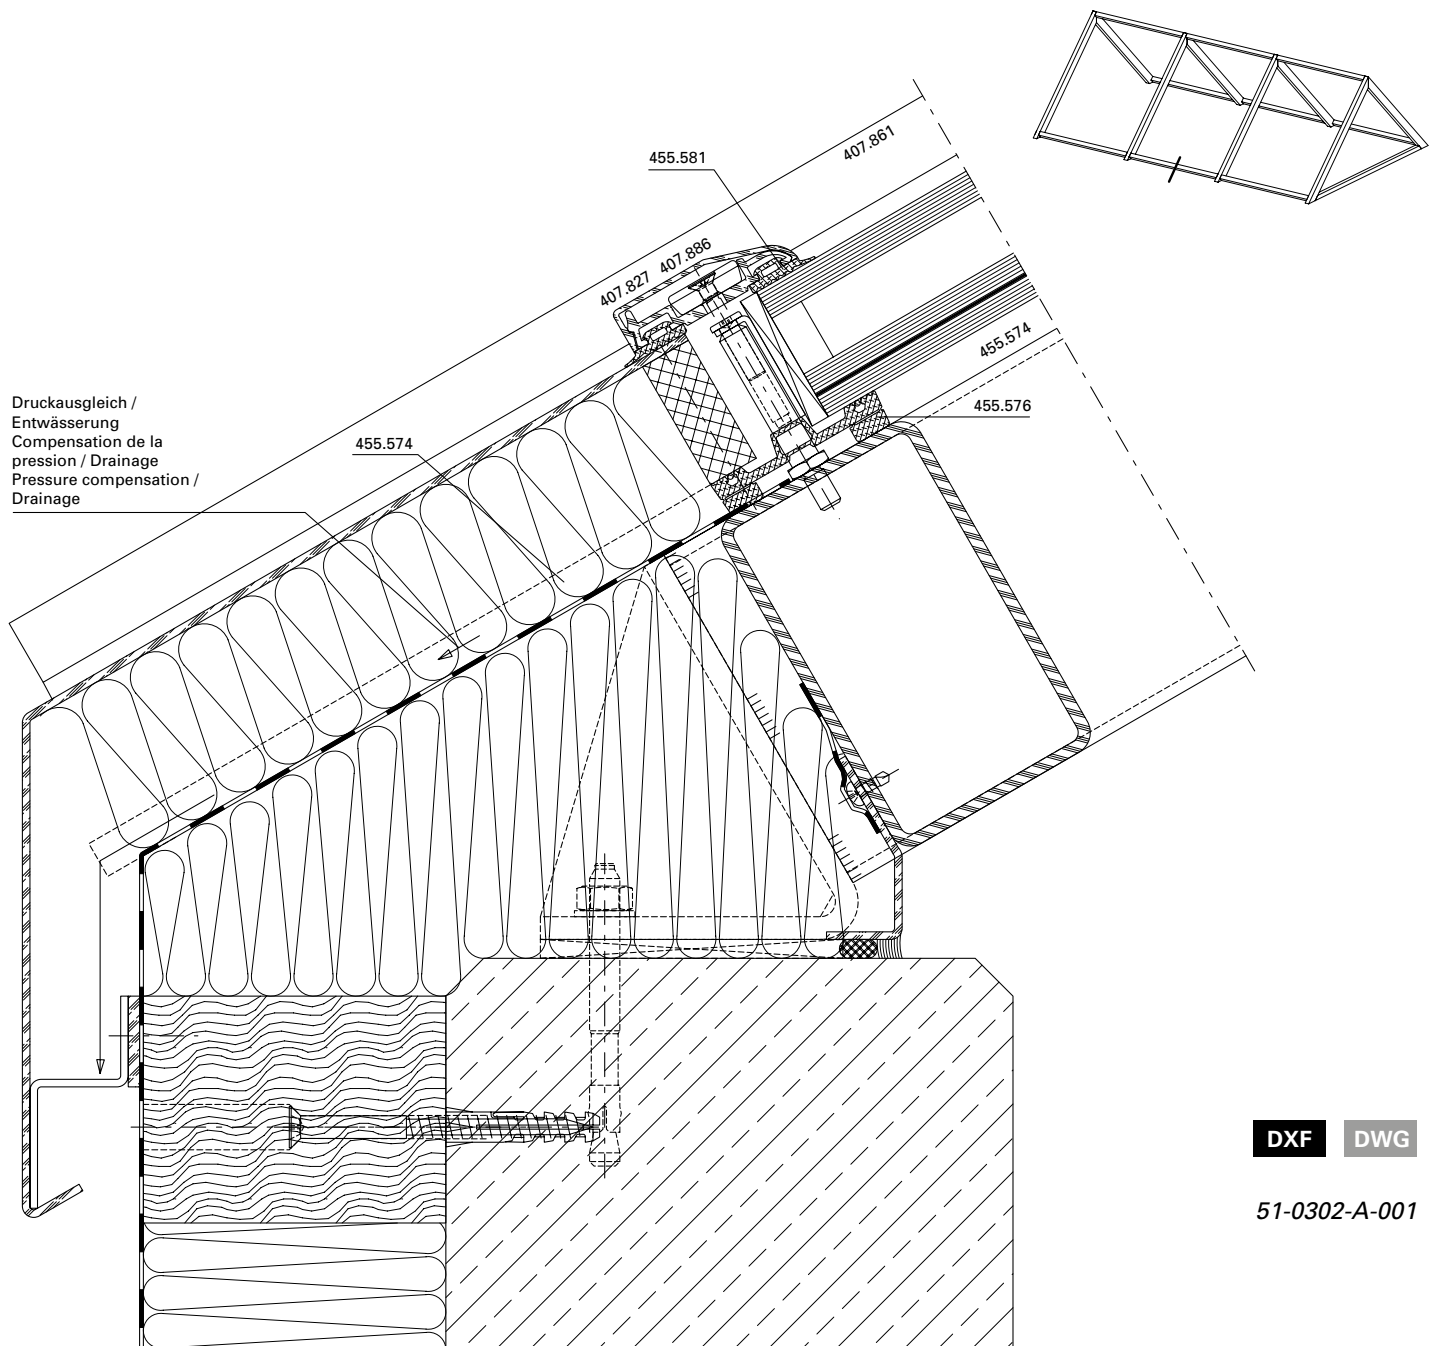 407.861
455.581
407.886
407.827
455.574
455.576
Druckausgleich /
Entwässerung
Compensation de la
pression / Drainage
Pressure compensation /
Drainage
455.574
DXF
DWG
51-0302-A-001